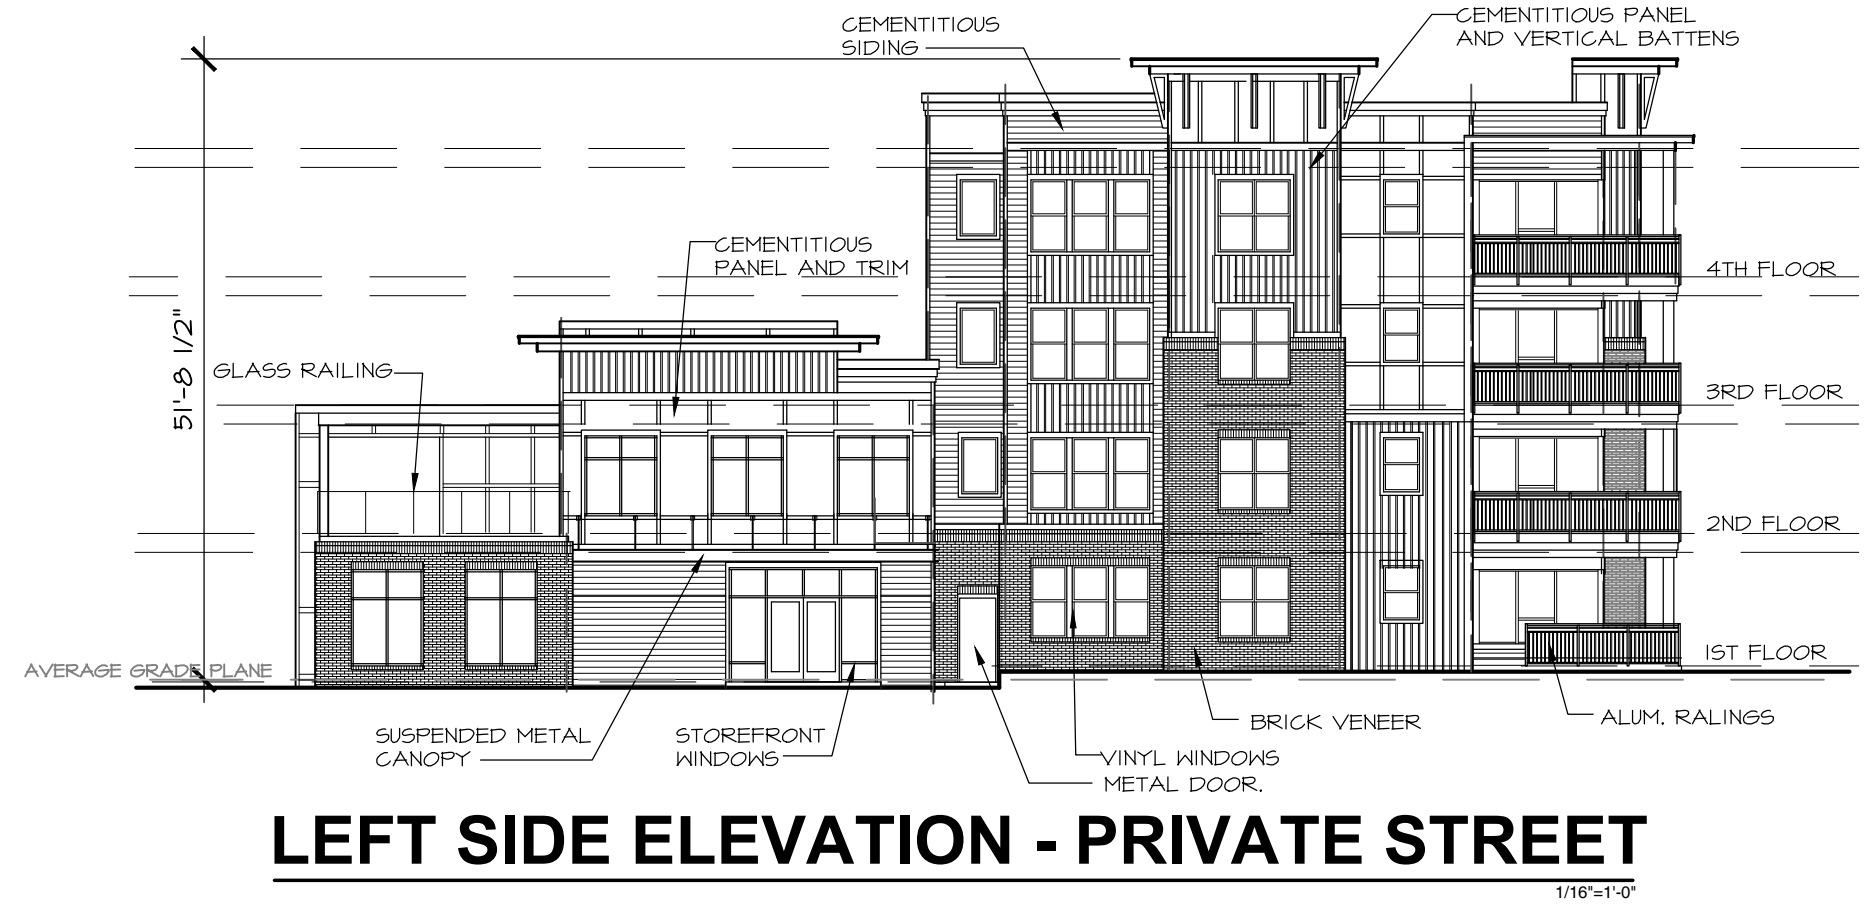 CEMENTITIOUS
SIDING
CEMENTITIOUS PANEL
AND VERTICAL BATTENS
CEMENTITIOUS
PANEL AND TRIM
4TH FLOOR
51'-8 1/2"
GLASS RAILING
3RD FLOOR
2ND FLOOR
1ST FLOOR
AVERAGE GRADE PLANE
SUSPENDED METAL
CANOPY
STOREFRONT
WINDOWS
BRICK VENEER
ALUM. RALINGS
VINYL WINDOWS
METAL DOOR.
LEFT SIDE ELEVATION - PRIVATE STREET
1/16"=1'-0"